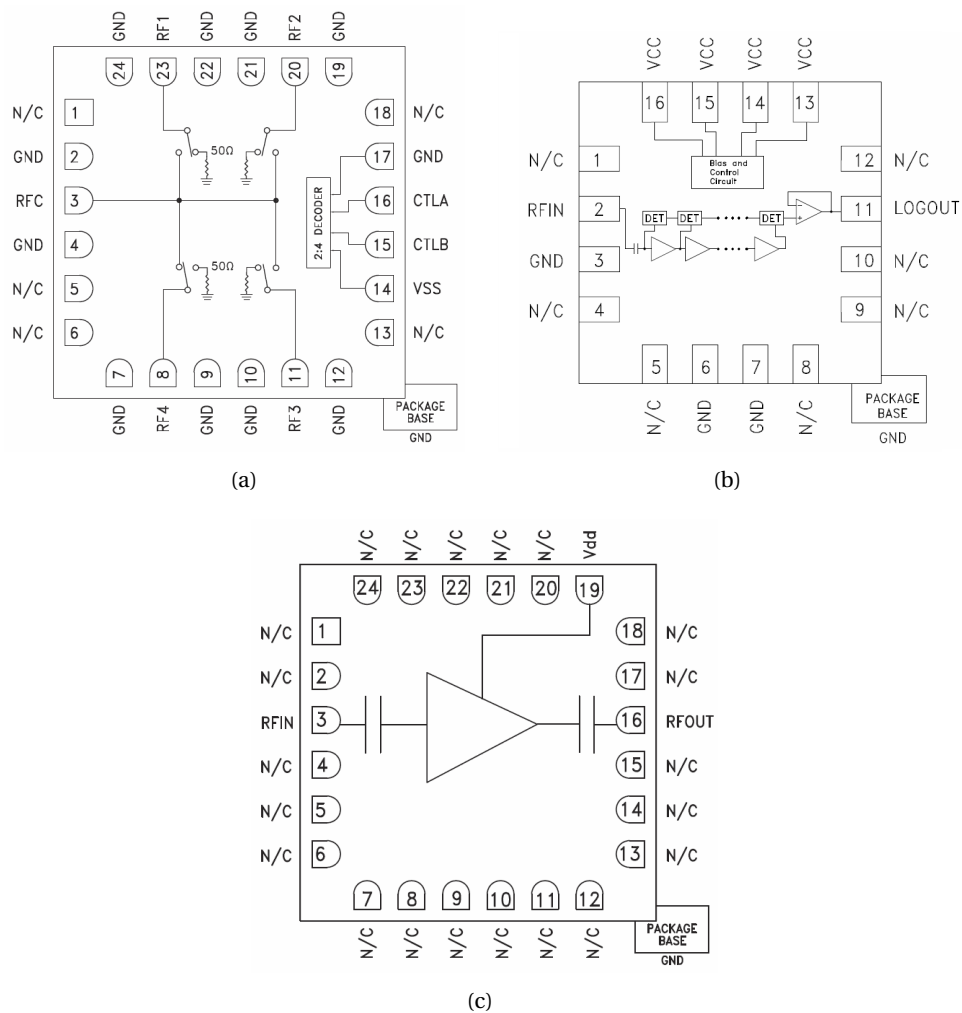 GND RF1 GND GND RF2 GND
24 23 22 21 20 19
N/C 1
GND 2
RFC 3
GND 4
N/C 5
N/C 6
50Ω
50Ω
2:4 DECODER
18 N/C
17 GND
16 CTLA
15 CTLB
14 VSS
13 N/C
7 8 9 10 11 12
GND RF4 GND GND RF3 GND
PACKAGE
BASE
GND
(a)
VCC VCC VCC VCC
16 15 14 13
Bias and
Control
Circuit
N/C 1
RFIN 2
GND 3
N/C 4
DET DET DET
12 N/C
11 LOGOUT
10 N/C
9 N/C
5 6 7 8
N/C GND GND N/C
PACKAGE
BASE
GND
(b)
N/C N/C N/C N/C N/C Vdd
24 23 22 21 20 19
N/C 1
N/C 2
RFIN 3
N/C 4
N/C 5
N/C 6
18 N/C
17 N/C
16 RFOUT
15 N/C
14 N/C
13 N/C
7 8 9 10 11 12
N/C N/C N/C N/C N/C N/C
PACKAGE
BASE
GND
(c)